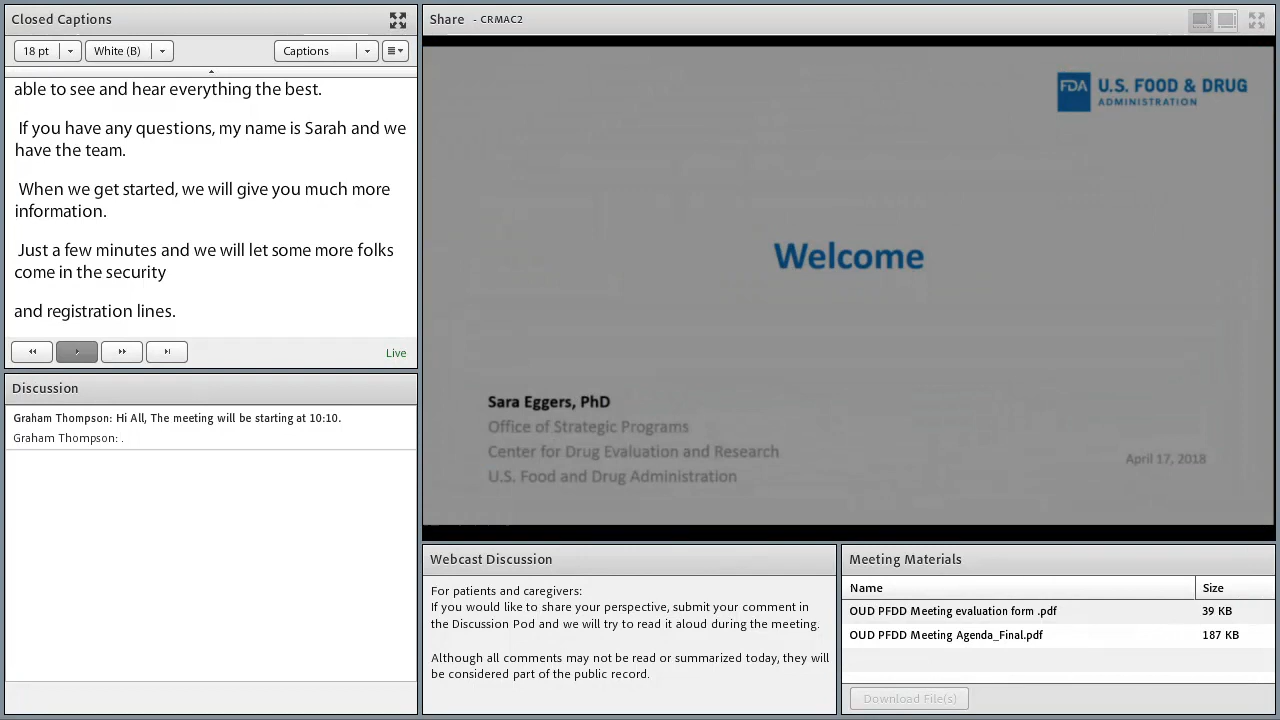 Closed Captions
18 pt
White (B)
Captions
able to see and hear everything the best.
If you have any questions, my name is Sarah and we
have the team.
When we get started, we will give you much more
information.
Just a few minutes and we will let some more folks
come in the security
and registration lines.
Live
Discussion
Graham Thompson: Hi All, The meeting will be starting at 10:10.
Graham Thompson: .
Share - CRMAC2
FDA U.S. FOOD & DRUG
ADMINISTRATION
Welcome
Sara Eggers, PhD
Office of Strategic Programs
Center for Drug Evaluation and Research
U.S. Food and Drug Administration
April 17, 2018
Webcast Discussion
For patients and caregivers:
If you would like to share your perspective, submit your comment in
the Discussion Pod and we will try to read it aloud during the meeting.
Although all comments may not be read or summarized today, they will
be considered part of the public record.
Meeting Materials
Name Size
OUD PFDD Meeting evaluation form .pdf 39 KB
OUD PFDD Meeting Agenda_Final.pdf 187 KB
Download File(s)